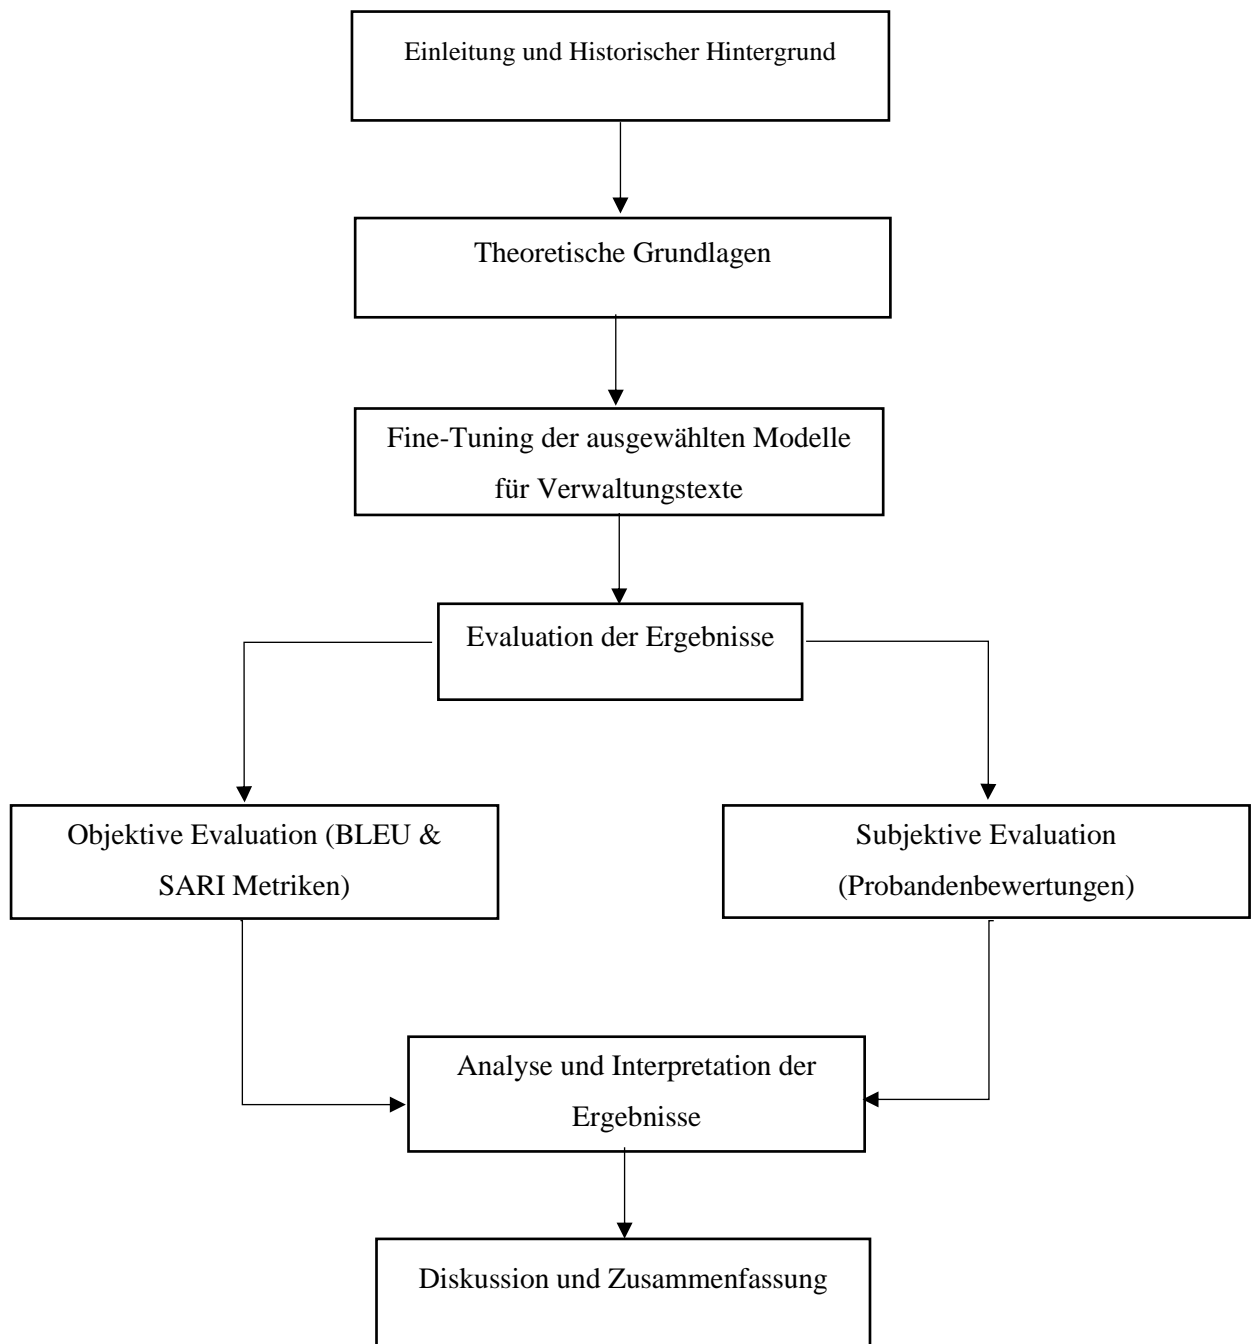 Einleitung und Historischer Hintergrund
Theoretische Grundlagen
Fine-Tuning der ausgewählten Modelle
für Verwaltungstexte
Evaluation der Ergebnisse
Objektive Evaluation (BLEU &
SARI Metriken)
Subjektive Evaluation
(Probandenbewertungen)
Analyse und Interpretation der
Ergebnisse
Diskussion und Zusammenfassung